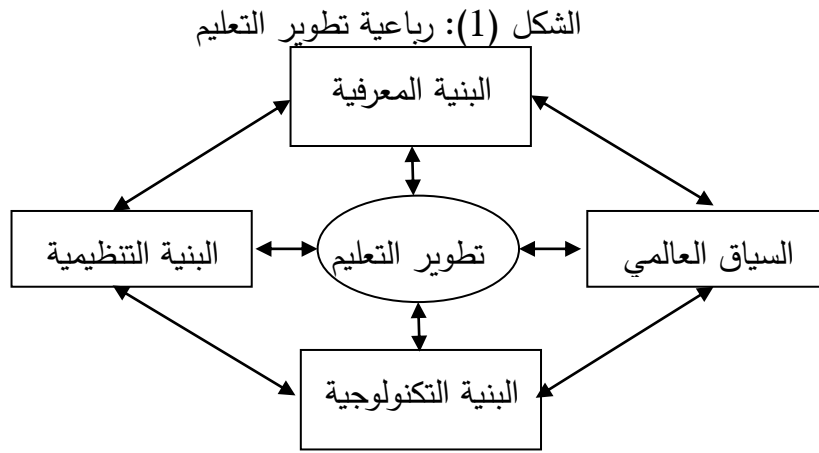 الشكل (1): رباعية تطوير التعليم
البنية المعرفية
السياق العالمي
تطوير التعليم
البنية التنظيمية
البنية التكنولوجية